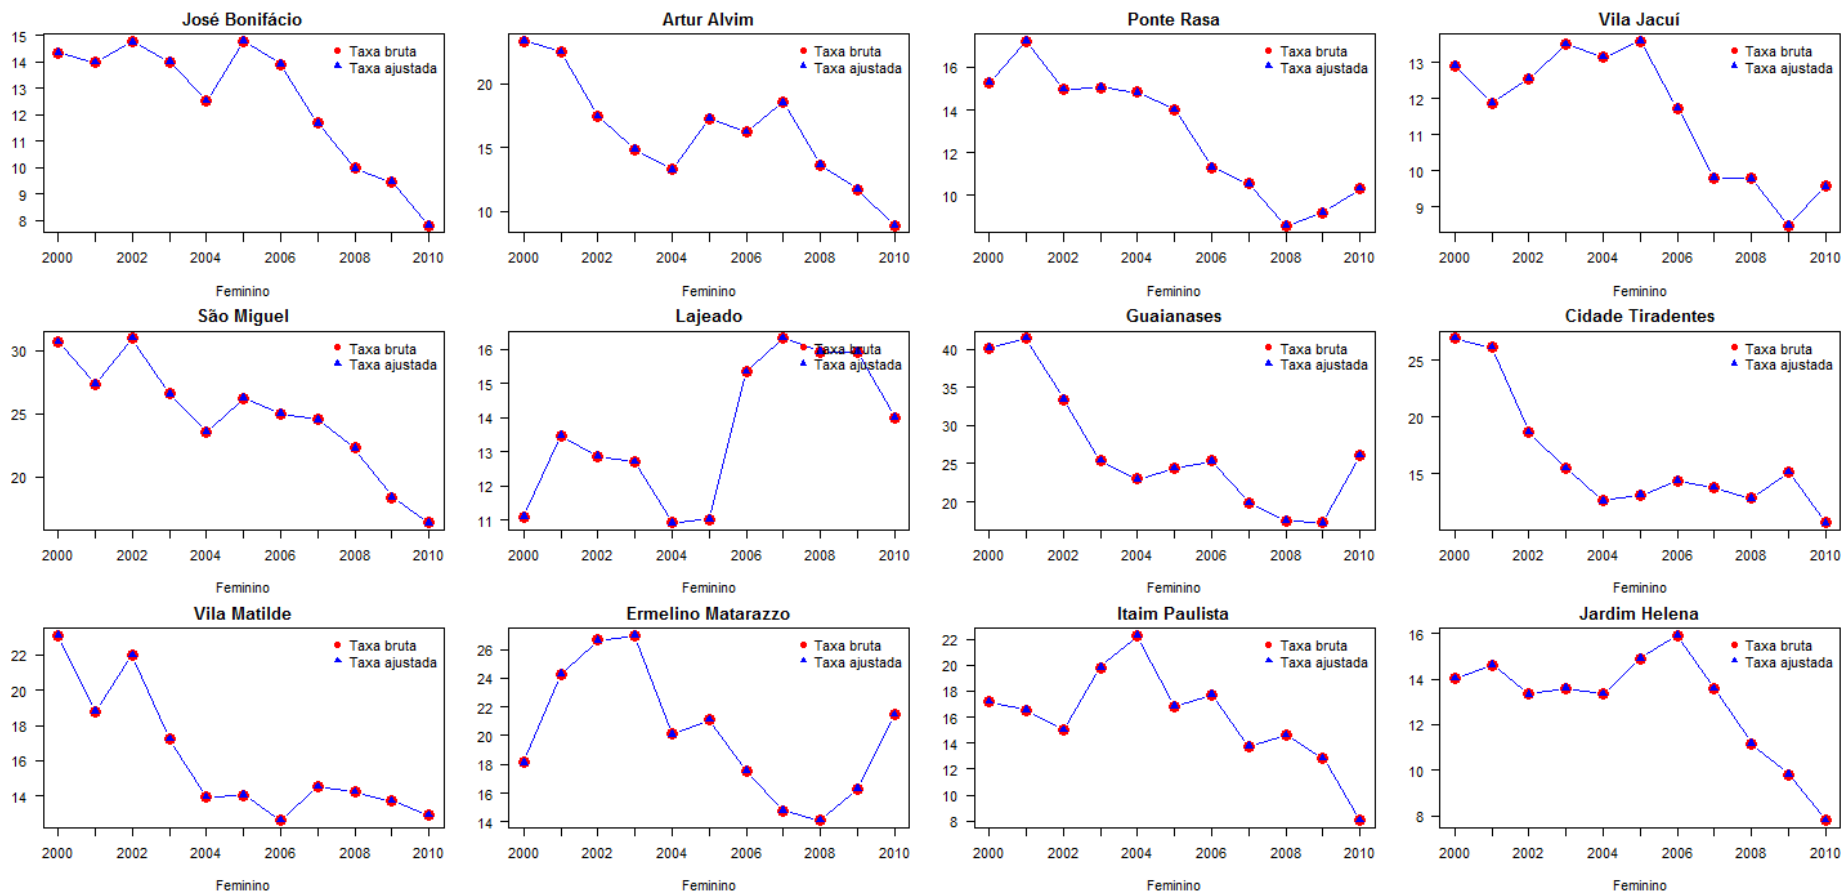 José Bonifácio
Artur Alvim
Ponte Rasa
Vila Jacuí
15
14
13
12
11
10
9
8
Taxa bruta
Taxa ajustada
2000 2002 2004 2006 2008 2010
Feminino
20
15
10
Taxa bruta
Taxa ajustada
2000 2002 2004 2006 2008 2010
Feminino
16
14
12
10
Taxa bruta
Taxa ajustada
2000 2002 2004 2006 2008 2010
Feminino
13
12
11
10
9
Taxa bruta
Taxa ajustada
2000 2002 2004 2006 2008 2010
Feminino
São Miguel
Lajeado
Guaianases
Cidade Tiradentes
30
25
20
Taxa bruta
Taxa ajustada
2000 2002 2004 2006 2008 2010
Feminino
16
15
14
13
12
11
Taxa bruta
Taxa ajustada
2000 2002 2004 2006 2008 2010
Feminino
40
35
30
25
20
Taxa bruta
Taxa ajustada
2000 2002 2004 2006 2008 2010
Feminino
25
20
15
Taxa bruta
Taxa ajustada
2000 2002 2004 2006 2008 2010
Feminino
Vila Matilde
Ermelino Matarazzo
Itaim Paulista
Jardim Helena
22
20
18
16
14
Taxa bruta
Taxa ajustada
2000 2002 2004 2006 2008 2010
Feminino
26
24
22
20
18
16
14
Taxa bruta
Taxa ajustada
2000 2002 2004 2006 2008 2010
Feminino
22
20
18
16
14
12
10
8
Taxa bruta
Taxa ajustada
2000 2002 2004 2006 2008 2010
Feminino
16
14
12
10
8
Taxa bruta
Taxa ajustada
2000 2002 2004 2006 2008 2010
Feminino